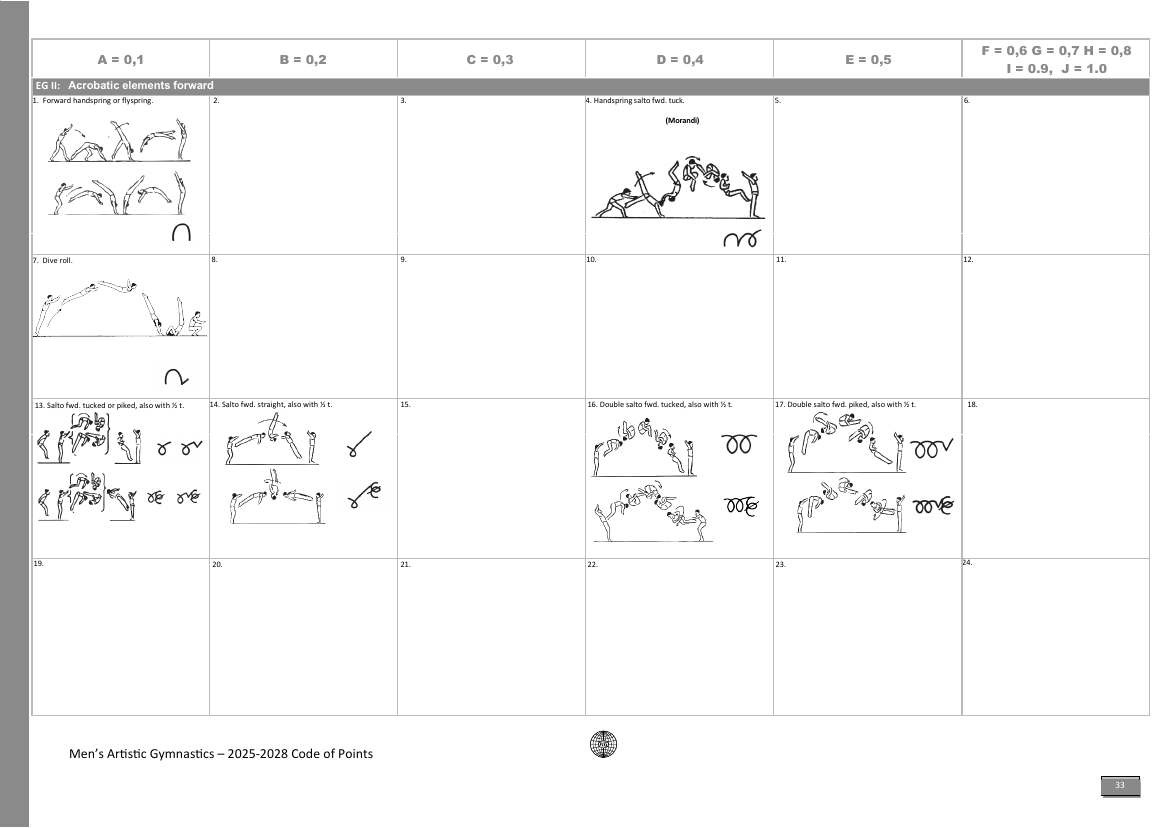 A = 0,1
B = 0,2
C = 0,3
D = 0,4
E = 0,5
F = 0,6 G = 0,7 H = 0,8
I = 0.9, J = 1.0
EG II: Acrobatic elements forward
1. Forward handspring or flyspring.
2.
3.
4. Handspring salto fwd. tuck.
(Morandi)
5.
6.
7. Dive roll.
8.
9.
10.
11.
12.
13. Salto fwd. tucked or piked, also with ½ t.
14. Salto fwd. straight, also with ½ t.
15.
16. Double salto fwd. tucked, also with ½ t.
17. Double salto fwd. piked, also with ½ t.
18.
19.
20.
21.
22.
23.
24.
Men's Artistic Gymnastics – 2025-2028 Code of Points
33